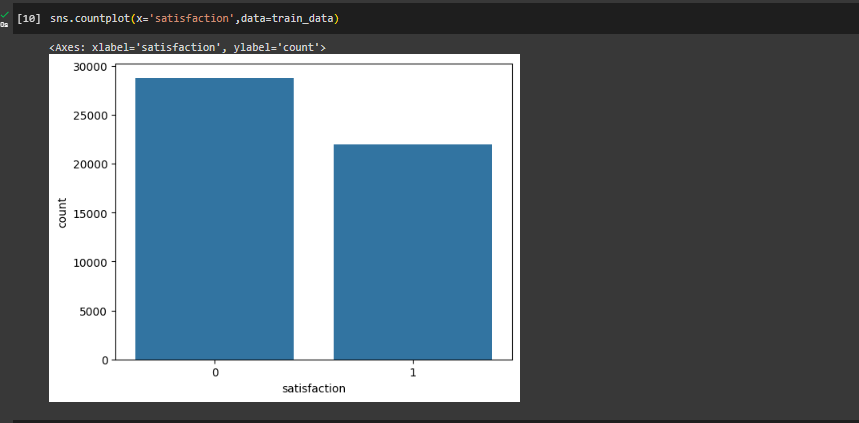 [10] sns.countplot(x='satisfaction',data=train_data)
0s
<Axes: xlabel='satisfaction', ylabel='count'>
30000
25000
20000
15000
10000
5000
0
count
0 1
satisfaction